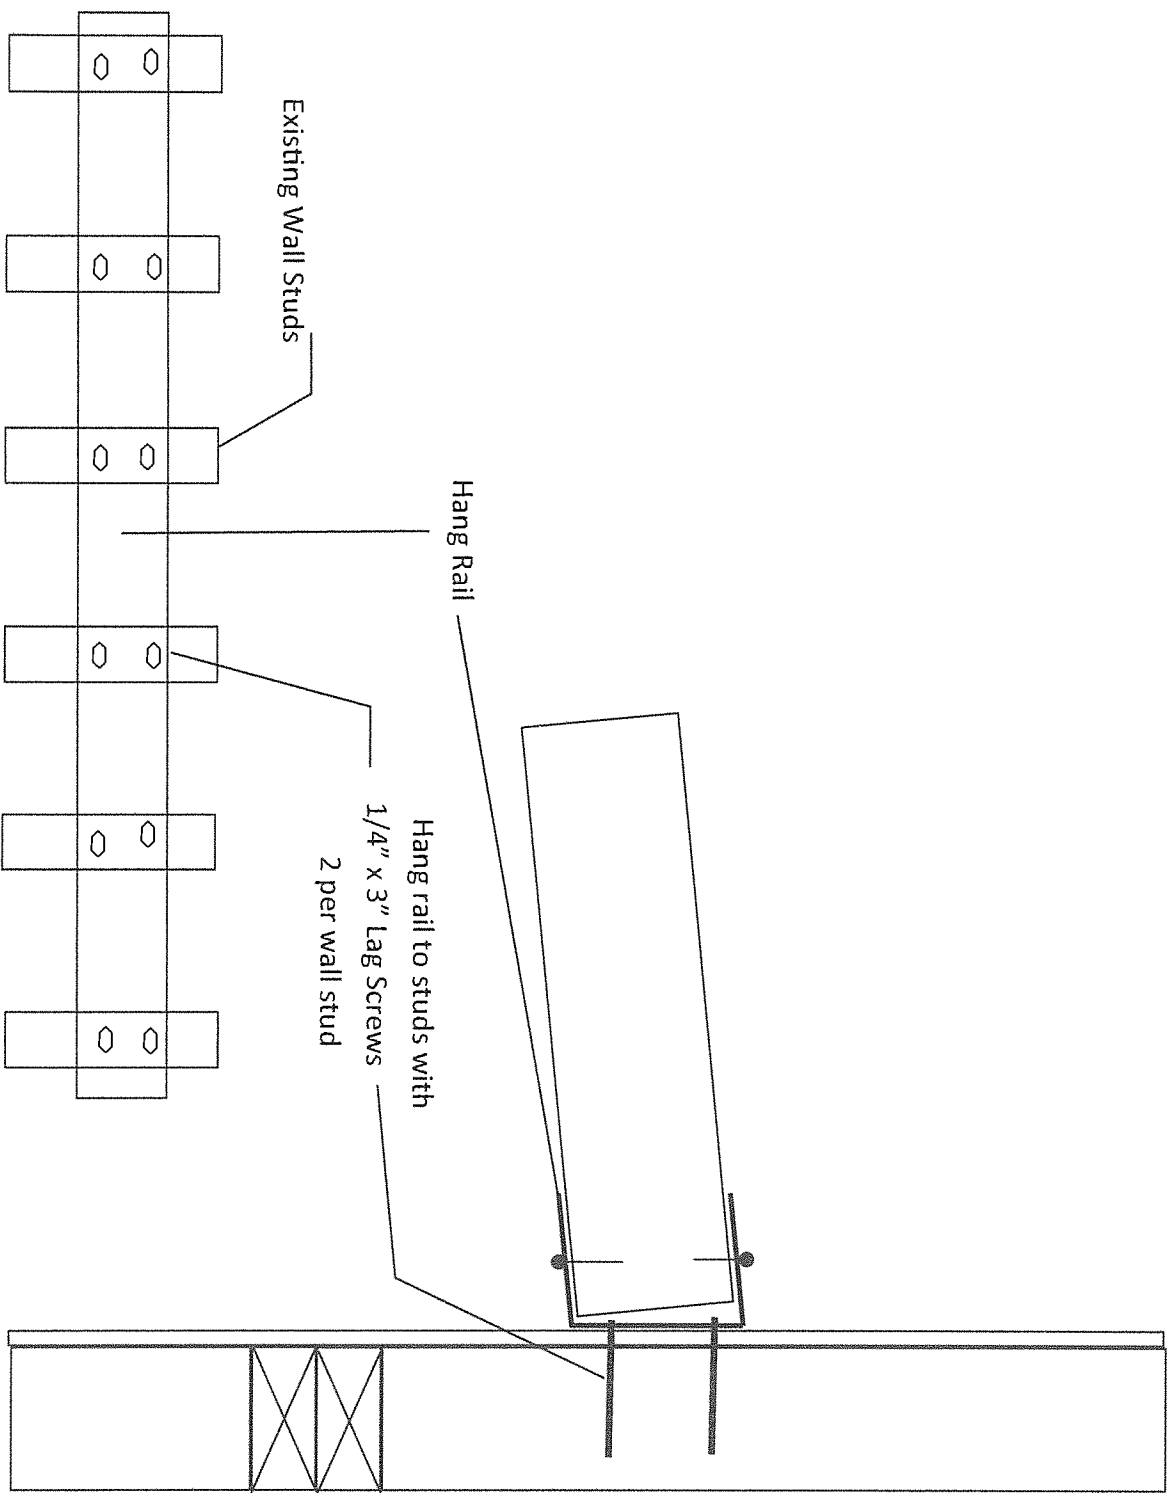 Existing Wall Studs
Hang Rail
Hang rail to studs with
1/4” x 3” Lag Screws
2 per wall stud